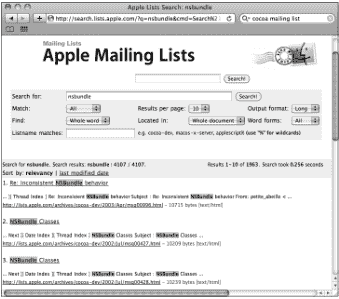 Apple Lists Search: nsbundle
http://search.lists.apple.com/?q=nsbundle&cmd=Search%2
cocoa mailing list
Mailing Lists
Apple Mailing Lists
Search!
Search for: nsbundle Search!
Match: All Results per page: 10 Output format: Long
Find: Whole word Located in: Whole document Word forms: All
Listname matches: e.g. cocoa-dev, macos-x-server, applescript% (use "%" for wildcards)
Search for nsbundle. Search results: nsbundle : 4107 / 4107. Results 1-10 of 1963. Search took 0.256 seconds
Sort by: relevancy | last modified date
1. Re: Inconsistent NSBundle behavior
... ][ Date Index ][ Thread Index ] Re: Inconsistent NSBundle behavior Subject : Re: Inconsistent NSBundle behavior From: petite_abeille < ...
http://lists.apple.com/archives/cocoa-dev/2003/Apr/msg00996.html - 10715 bytes [text/html]
2. NSBundle Classes
... Next ][ Date Index ][ Thread Index ] NSBundle Classes Subject : NSBundle Classes ...
http://lists.apple.com/archives/cocoa-dev/2002/Jul/msg00427.html - 10209 bytes [text/html]
3. NSBundle Classes
... Next ][ Date Index ][ Thread Index ] NSBundle Classes Subject : NSBundle Classes ...
http://lists.apple.com/archives/cocoa-dev/2002/Jul/msg00428.html - 10239 bytes [text/html]